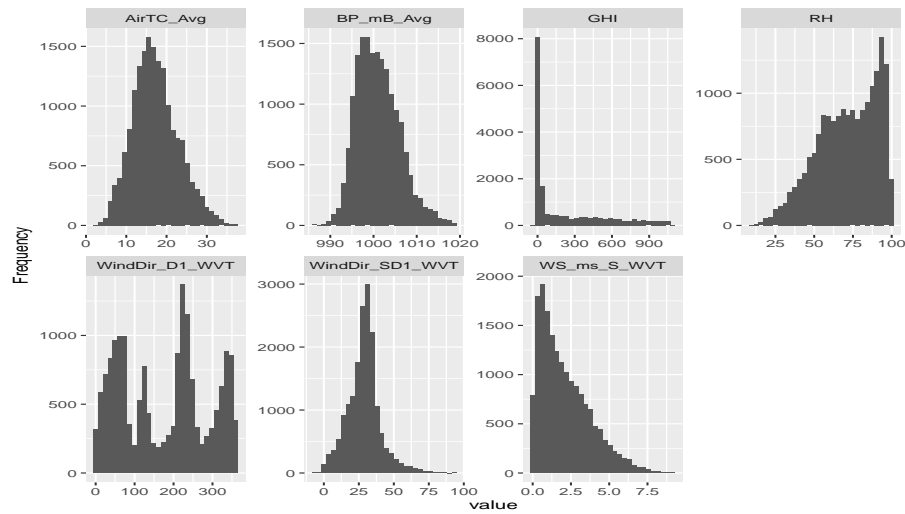 AirTC_Avg
BP_mB_Avg
GHI
RH
1500
1000
500
0
0 10 20 30
1500
1000
500
0
990 1000 1010 1020
8000
6000
4000
2000
0
0 300 600 900
1000
500
0
25 50 75 100
Frequency
WindDir_D1_WVT
WindDir_SD1_WVT
WS_ms_S_WVT
1000
500
0
0 100 200 300
3000
2000
1000
0
0 25 50 75 100
2000
1500
1000
500
0
0.0 2.5 5.0 7.5
value